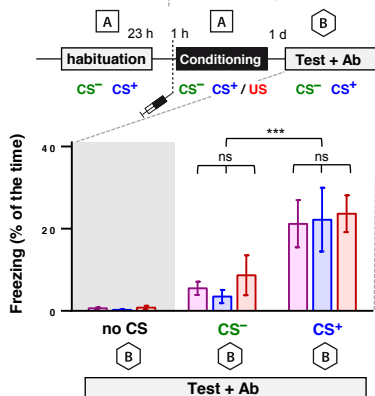 A A B
23 h 1 h 1 d
habituation Conditioning Test + Ab
CS⁻ CS⁺ CS⁻ CS⁺ / US CS⁻ CS⁺
***
ns ns
Freezing (% of the time)
40
20
0
no CS CS⁻ CS⁺
B B B
Test + Ab